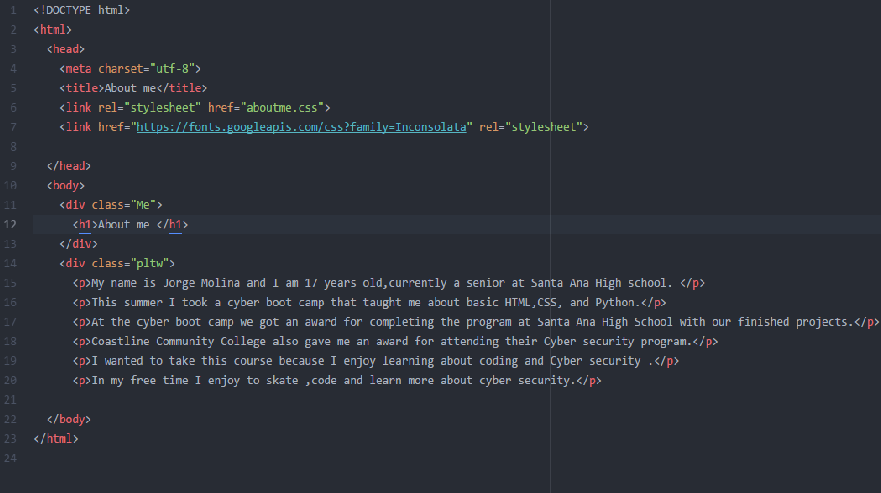 1 <!DOCTYPE html>
2 <html>
3 <head>
4 <meta charset="utf-8">
5 <title>About me</title>
6 <link rel="stylesheet" href="aboutme.css">
7 <link href="https://fonts.googleapis.com/css?family=Inconsolata" rel="stylesheet">
8
9 </head>
10 <body>
11 <div class="Me">
12 <h1>About me </h1>
13 </div>
14 <div class="pltw">
15 <p>My name is Jorge Molina and I am 17 years old,currently a senior at Santa Ana High school. </p>
16 <p>This summer I took a cyber boot camp that taught me about basic HTML,CSS, and Python.</p>
17 <p>At the cyber boot camp we got an award for completing the program at Santa Ana High School with our finished projects.</p>
18 <p>Coastline Community College also gave me an award for attending their Cyber security program.</p>
19 <p>I wanted to take this course because I enjoy learning about coding and Cyber security .</p>
20 <p>In my free time I enjoy to skate ,code and learn more about cyber security.</p>
21
22 </body>
23 </html>
24